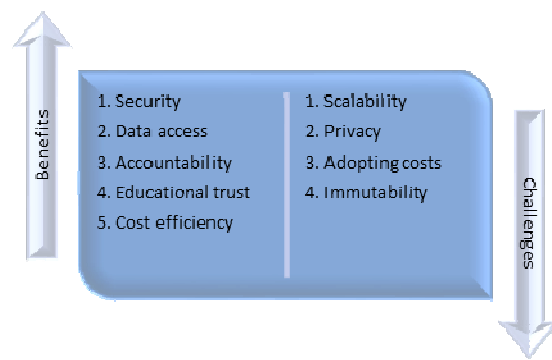 Benefits
1. Security
2. Data access
3. Accountability
4. Educational trust
5. Cost efficiency
1. Scalability
2. Privacy
3. Adopting costs
4. Immutability
Challenges